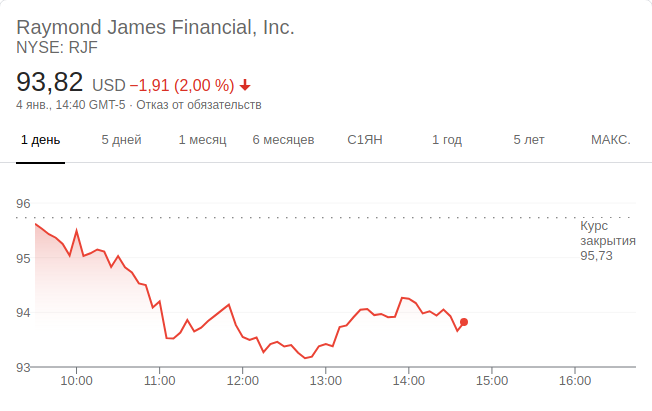 Raymond James Financial, Inc.
NYSE: RJF
93,82 USD −1,91 (2,00 %)
4 янв., 14:40 GMT-5 · Отказ от обязательств
1 день 5 дней 1 месяц 6 месяцев С1ЯН 1 год 5 лет МАКС.
96
Курс
закрытия
95,73
95
94
93
10:00 11:00 12:00 13:00 14:00 15:00 16:00